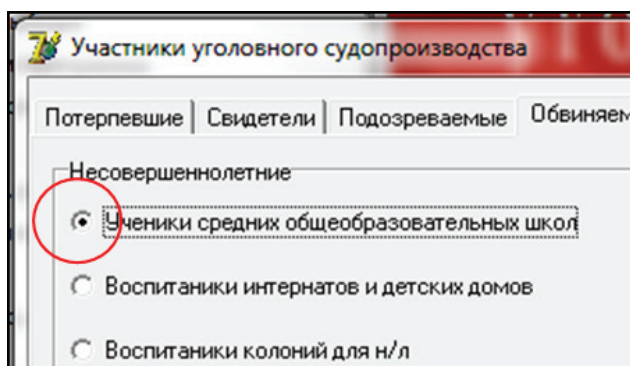 Участники уголовного судопроизводства
Потерпевшие Свидетели Подозреваемые Обвиняем
Несовершеннолетние
Ученики средних общеобразовательных школ
Воспитаники интернатов и детских домов
Воспитаники колоний для н/л